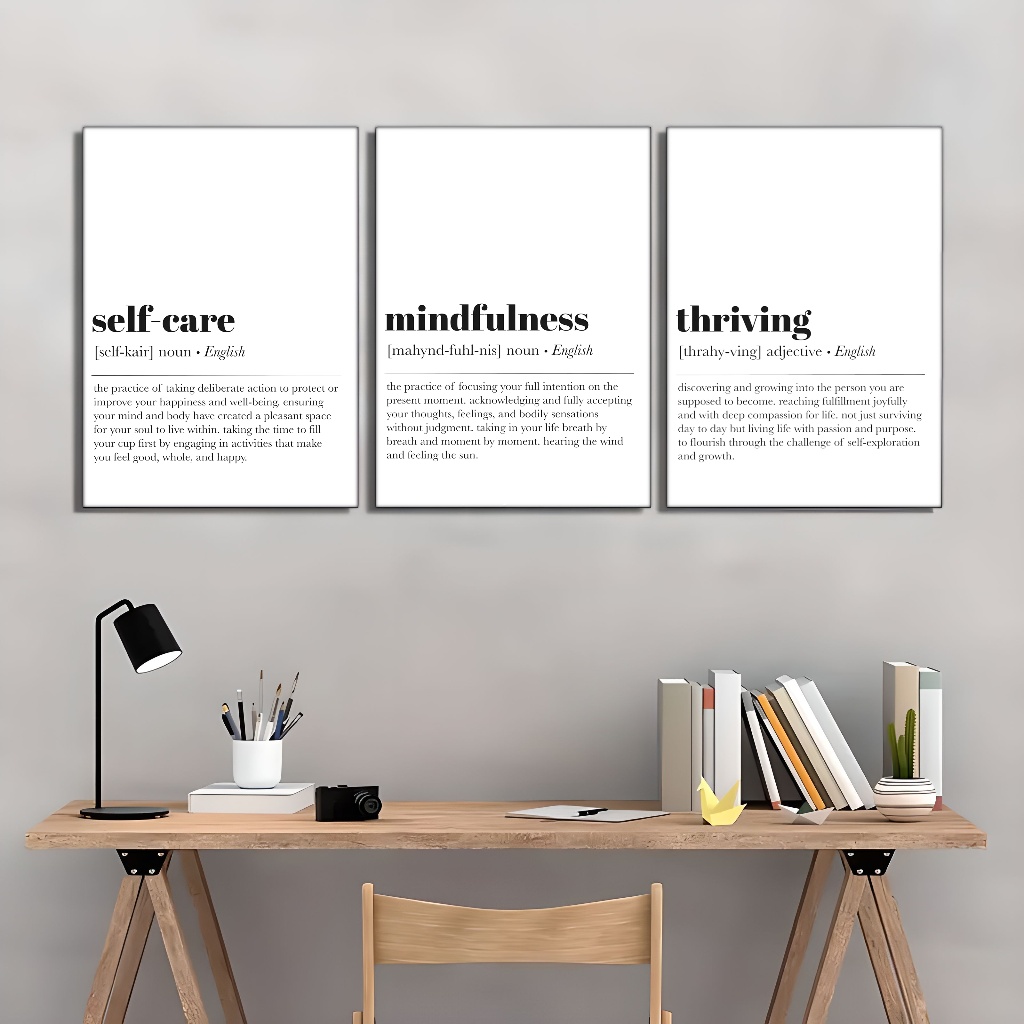 self-care
[self-kair] noun • English
the practice of taking deliberate action to protect or
improve your happiness and well-being. ensuring
your mind and body have created a pleasant space
for your soul to live within. taking the time to fill
your cup first by engaging in activities that make
you feel good, whole, and happy.
mindfulness
[mahynd-fuhl-nis] noun • English
the practice of focusing your full intention on the
present moment. acknowledging and fully accepting
your thoughts, feelings, and bodily sensations
without judgment. taking in your life breath by
breath and moment by moment. hearing the wind
and feeling the sun.
thriving
[thrahy-ving] adjective • English
discovering and growing into the person you are
supposed to become. reaching fulfillment joyfully
and with deep compassion for life. not just surviving
day to day but living life with passion and purpose.
to flourish through the challenge of self-exploration
and growth.